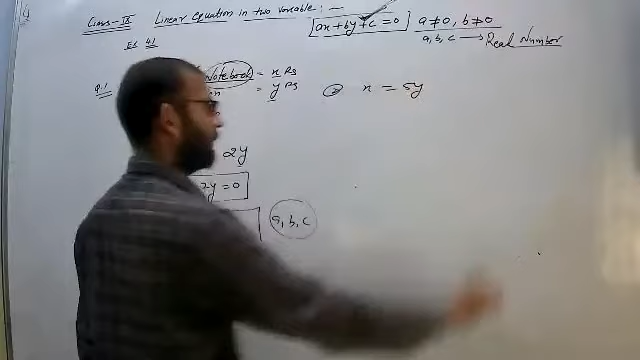 Class-IX Linear equation in two variable :- ax + by + c = 0 a ≠ 0, b ≠ 0
Ex 4.1 a, b, c → Real Number
Q.1 Notebook = x Rs
= y Rs ② x = 5y
2y
2y = 0
a, b, c